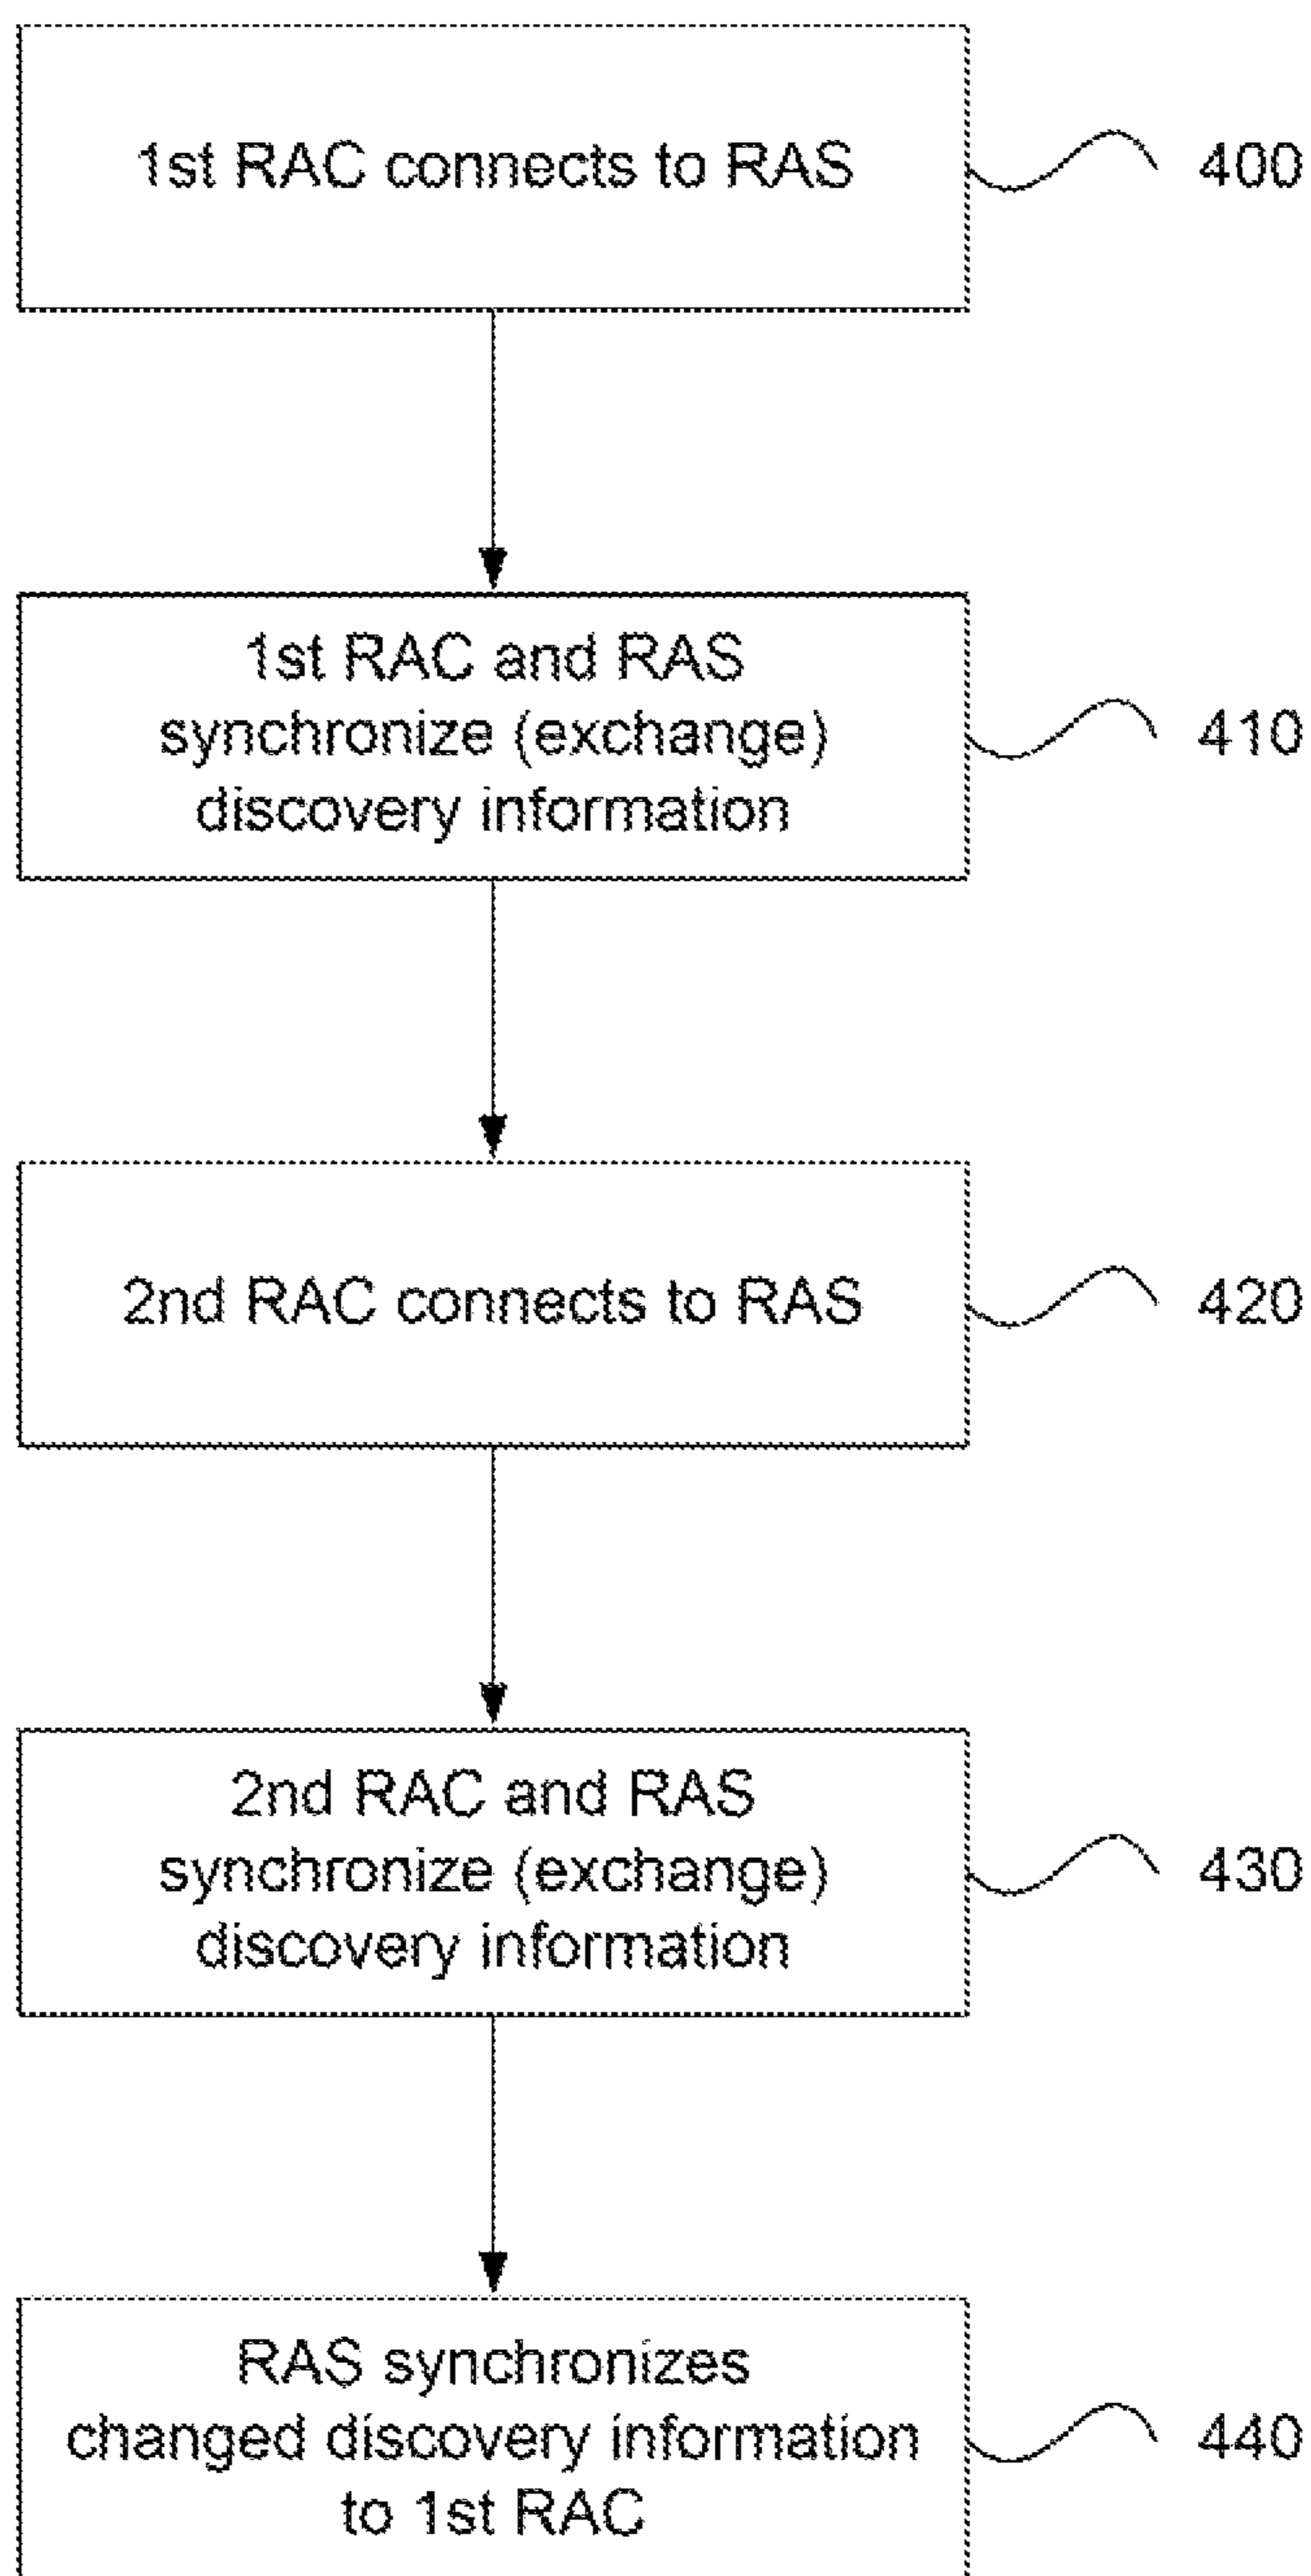 1st RAC connects to RAS
400
1st RAC and RAS
synchronize (exchange)
discovery information
410
2nd RAC connects to RAS
420
2nd RAC and RAS
synchronize (exchange)
discovery information
430
RAS synchronizes
changed discovery information
to 1st RAC
440